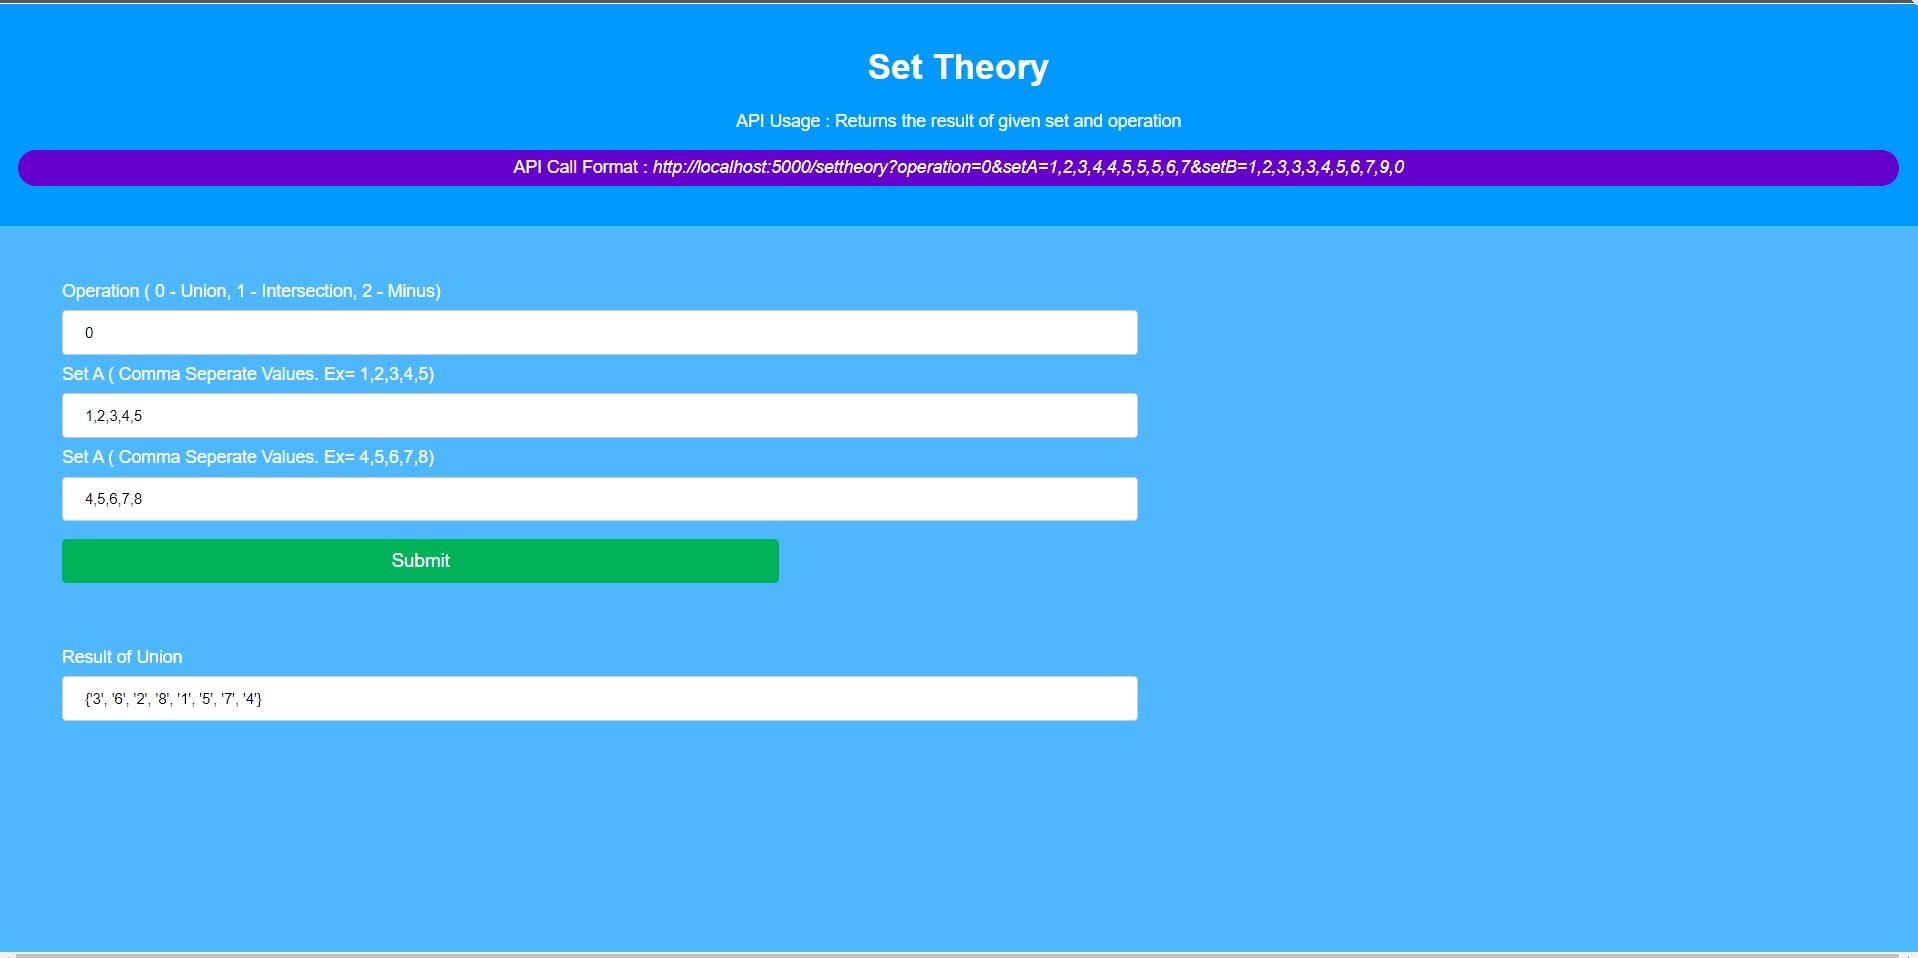 Set Theory
API Usage : Returns the result of given set and operation
API Call Format : http://localhost:5000/settheory?operation=0&setA=1,2,3,4,4,5,5,5,6,7&setB=1,2,3,3,3,4,5,6,7,9,0
Operation ( 0 - Union, 1 - Intersection, 2 - Minus)
0
Set A ( Comma Seperate Values. Ex= 1,2,3,4,5)
1,2,3,4,5
Set A ( Comma Seperate Values. Ex= 4,5,6,7,8)
4,5,6,7,8
Submit
Result of Union
{'3', '6', '2', '8', '1', '5', '7', '4'}